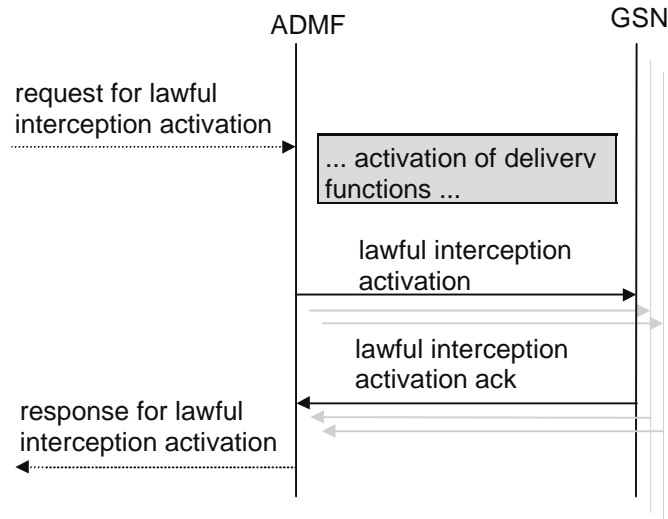 ADMF
GSN
request for lawful
interception activation
... activation of delivery
functions ...
lawful interception
activation
lawful interception
activation ack
response for lawful
interception activation